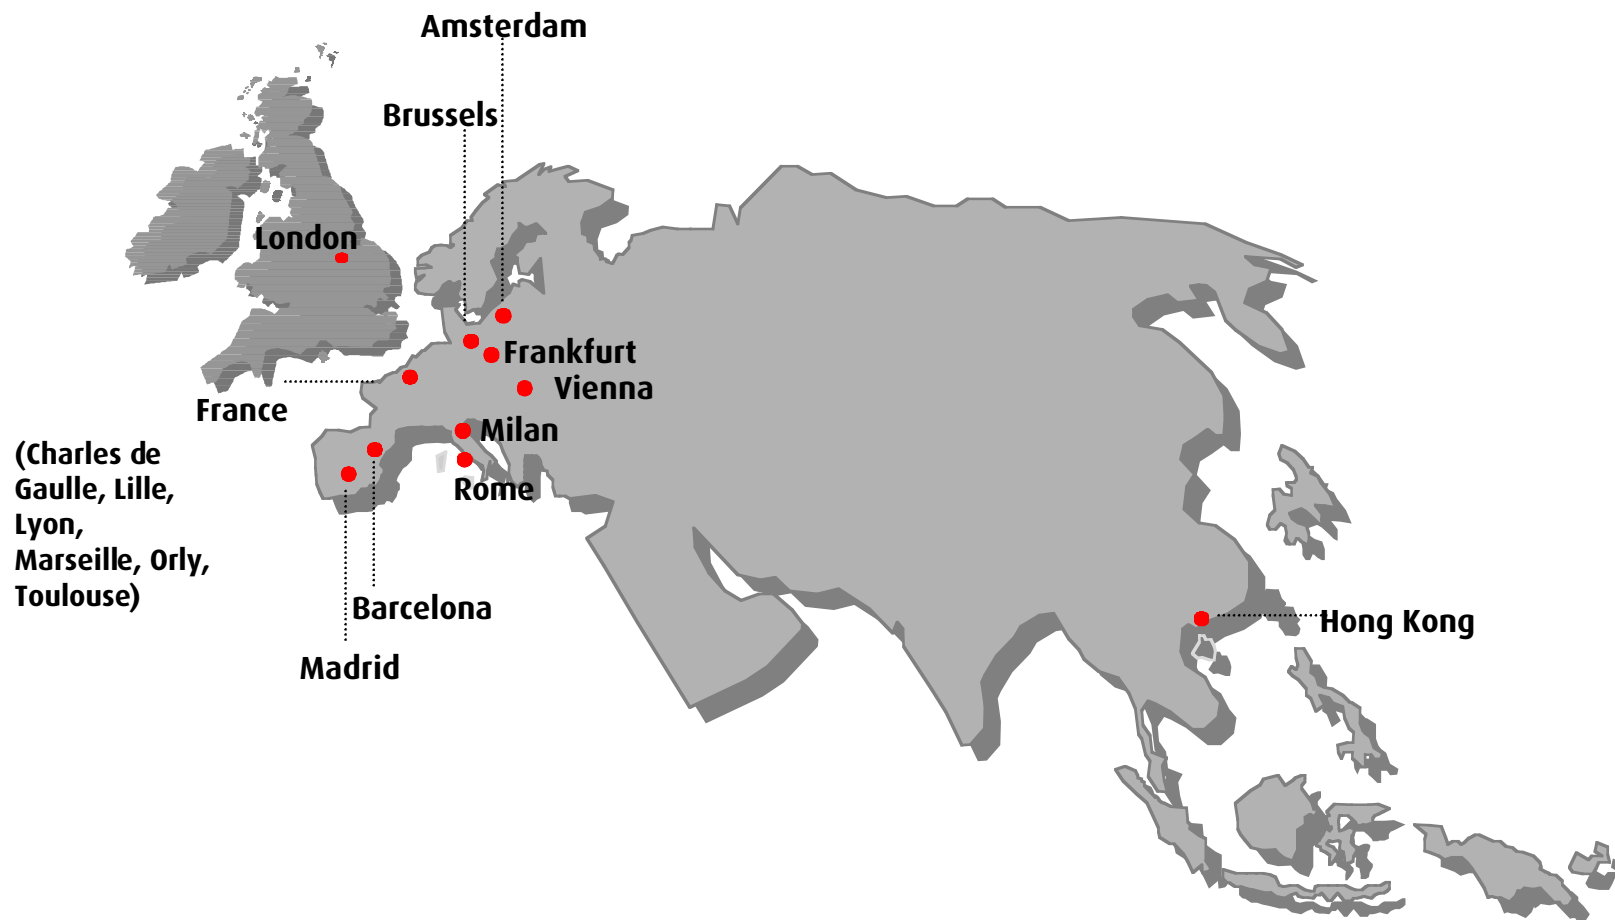 Amsterdam
Brussels
London
Frankfurt
Vienna
France
Milan
(Charles de
Gaulle, Lille,
Lyon,
Marseille, Orly,
Toulouse)
Rome
Barcelona
Hong Kong
Madrid